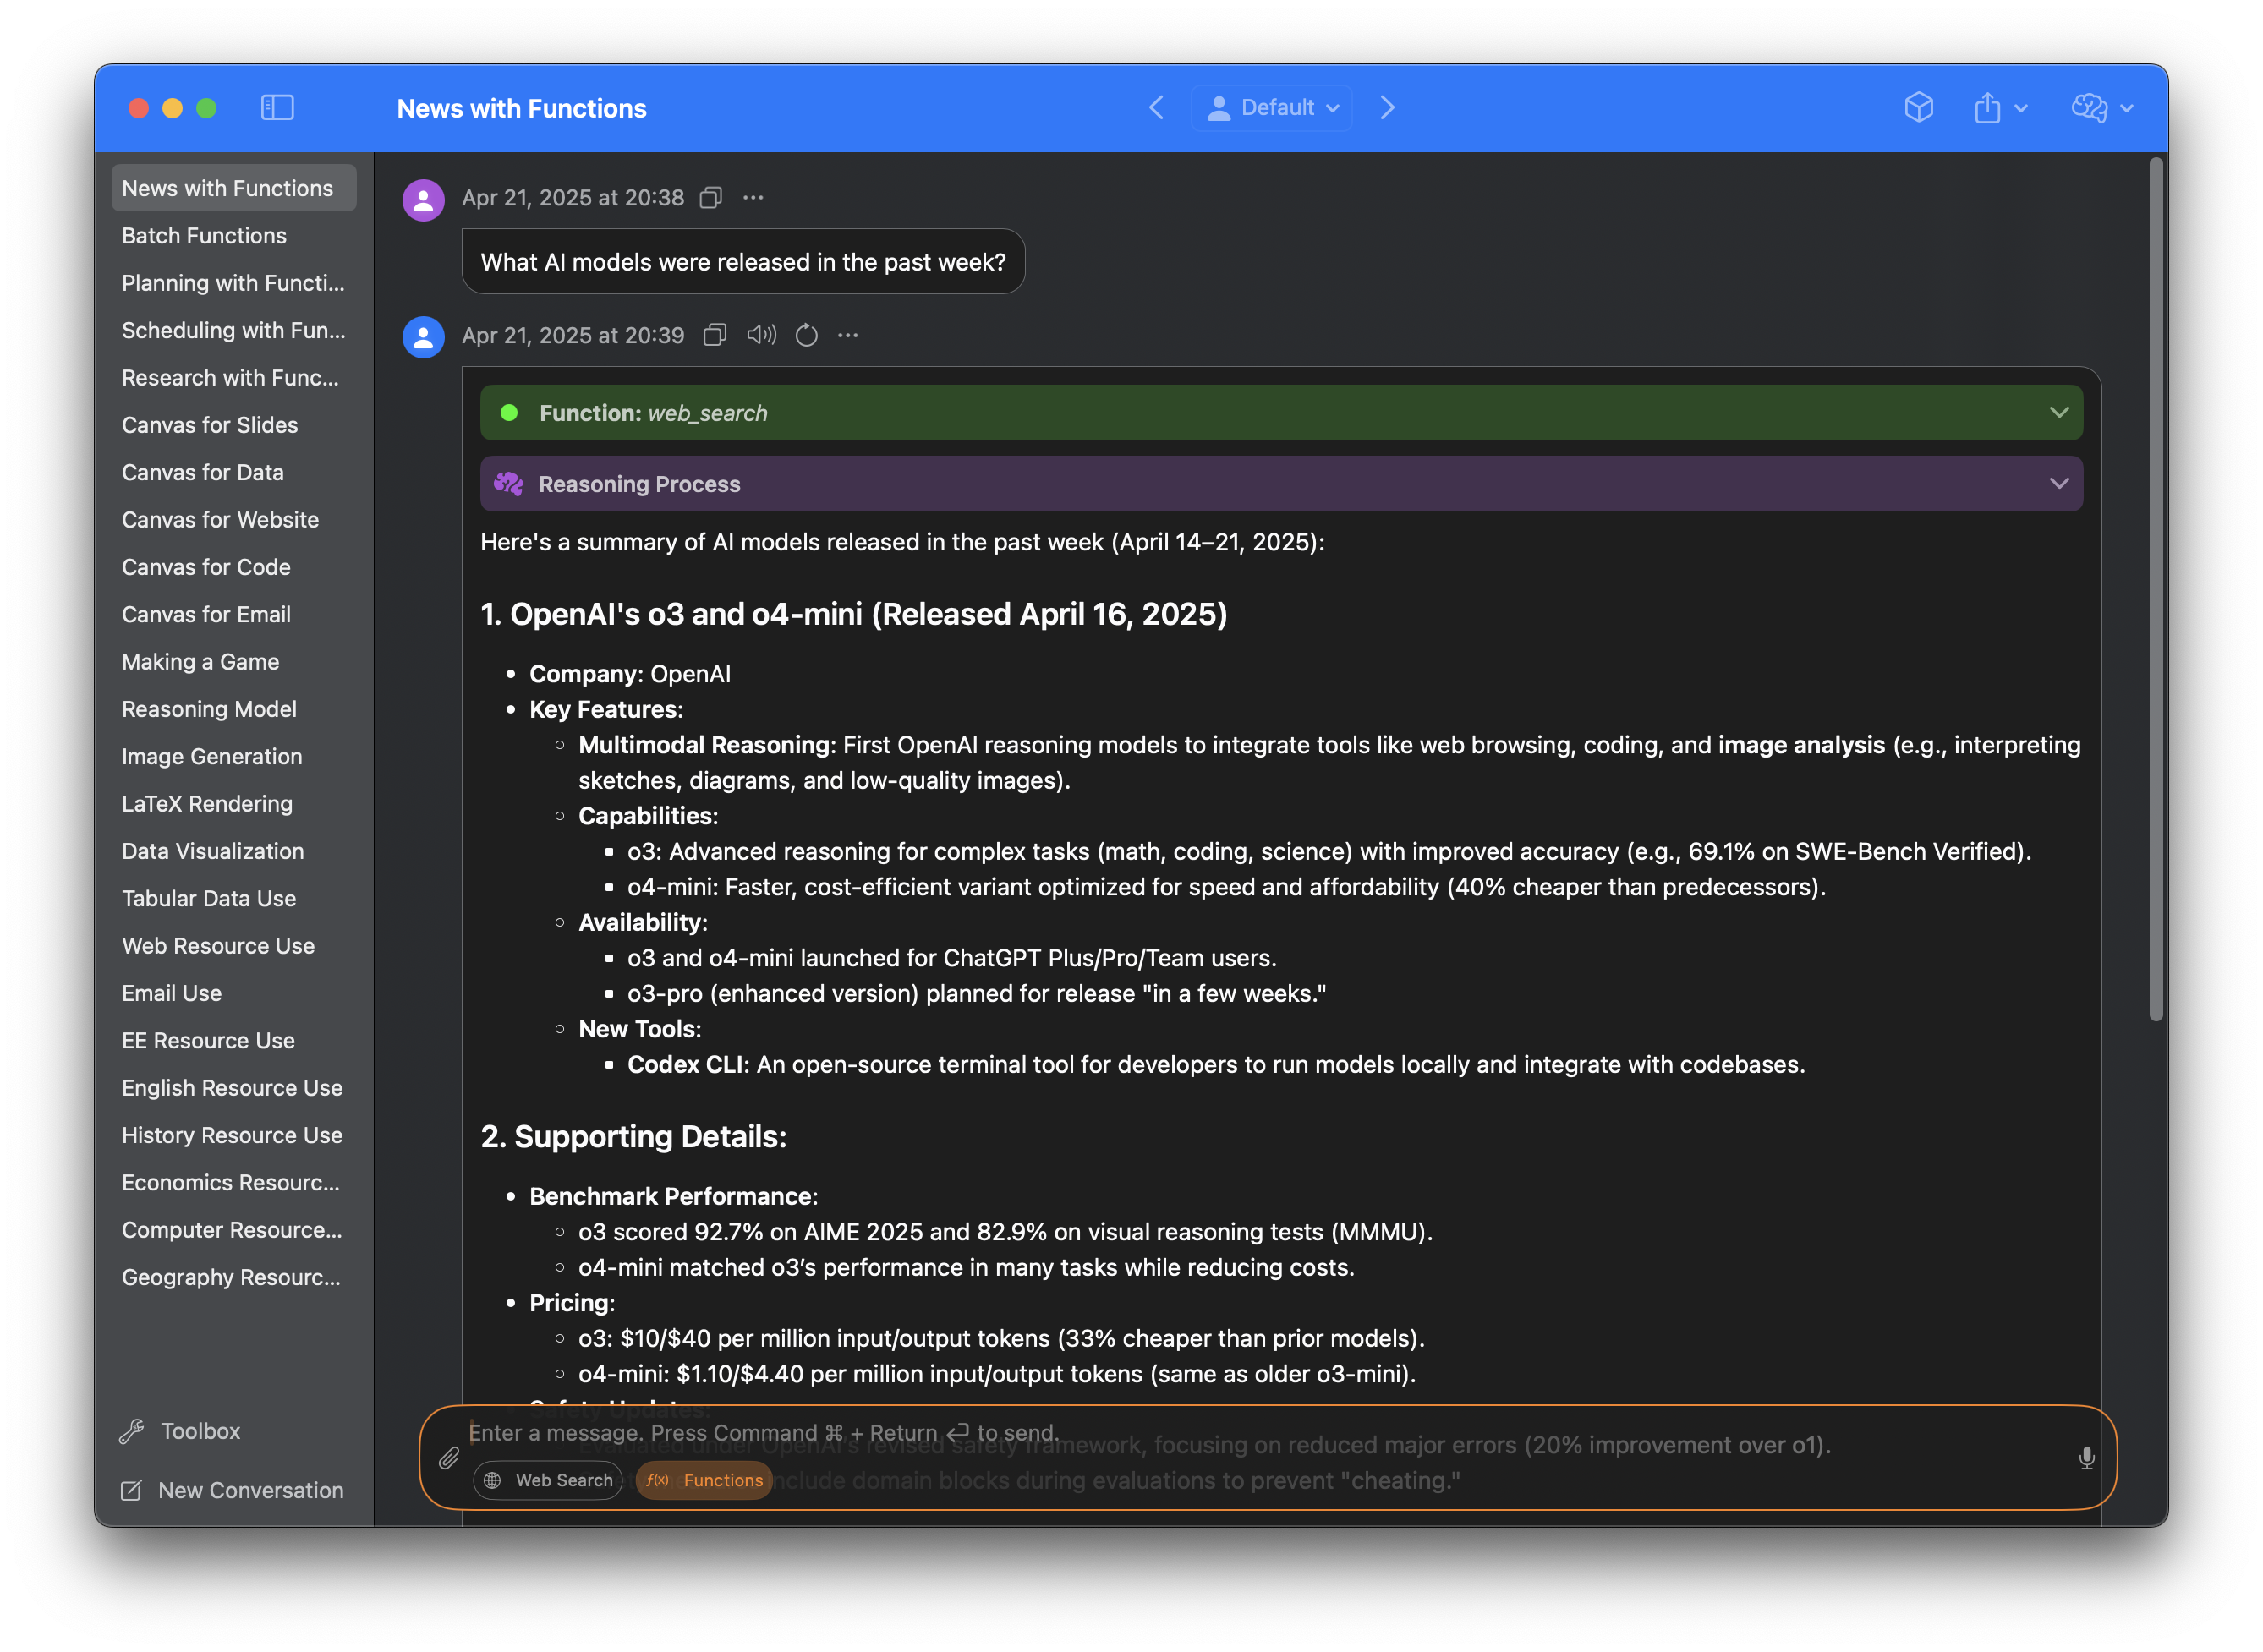 News with Functions
Default
News with Functions
Batch Functions
Planning with Functi...
Scheduling with Fun...
Research with Func...
Canvas for Slides
Canvas for Data
Canvas for Website
Canvas for Code
Canvas for Email
Making a Game
Reasoning Model
Image Generation
LaTeX Rendering
Data Visualization
Tabular Data Use
Web Resource Use
Email Use
EE Resource Use
English Resource Use
History Resource Use
Economics Resourc...
Computer Resource...
Geography Resourc...
Toolbox
New Conversation
Apr 21, 2025 at 20:38
What AI models were released in the past week?
Apr 21, 2025 at 20:39
Function: web_search
Reasoning Process
Here's a summary of AI models released in the past week (April 14–21, 2025):
1. OpenAI's o3 and o4-mini (Released April 16, 2025)
• Company: OpenAI
• Key Features:
◦ Multimodal Reasoning: First OpenAI reasoning models to integrate tools like web browsing, coding, and image analysis (e.g., interpreting
sketches, diagrams, and low-quality images).
◦ Capabilities:
▪ o3: Advanced reasoning for complex tasks (math, coding, science) with improved accuracy (e.g., 69.1% on SWE-Bench Verified).
▪ o4-mini: Faster, cost-efficient variant optimized for speed and affordability (40% cheaper than predecessors).
◦ Availability:
▪ o3 and o4-mini launched for ChatGPT Plus/Pro/Team users.
▪ o3-pro (enhanced version) planned for release "in a few weeks."
◦ New Tools:
▪ Codex CLI: An open-source terminal tool for developers to run models locally and integrate with codebases.
2. Supporting Details:
• Benchmark Performance:
◦ o3 scored 92.7% on AIME 2025 and 82.9% on visual reasoning tests (MMMU).
◦ o4-mini matched o3’s performance in many tasks while reducing costs.
• Pricing:
◦ o3: $10/$40 per million input/output tokens (33% cheaper than prior models).
◦ o4-mini: $1.10/$4.40 per million input/output tokens (same as older o3-mini).
Safety Updates:
Enter a message. Press Command ⌘ + Return ↩ to send.
Evaluated under OpenAI's revised safety framework, focusing on reduced major errors (20% improvement over o1).
include domain blocks during evaluations to prevent "cheating."
Web Search
f(x) Functions